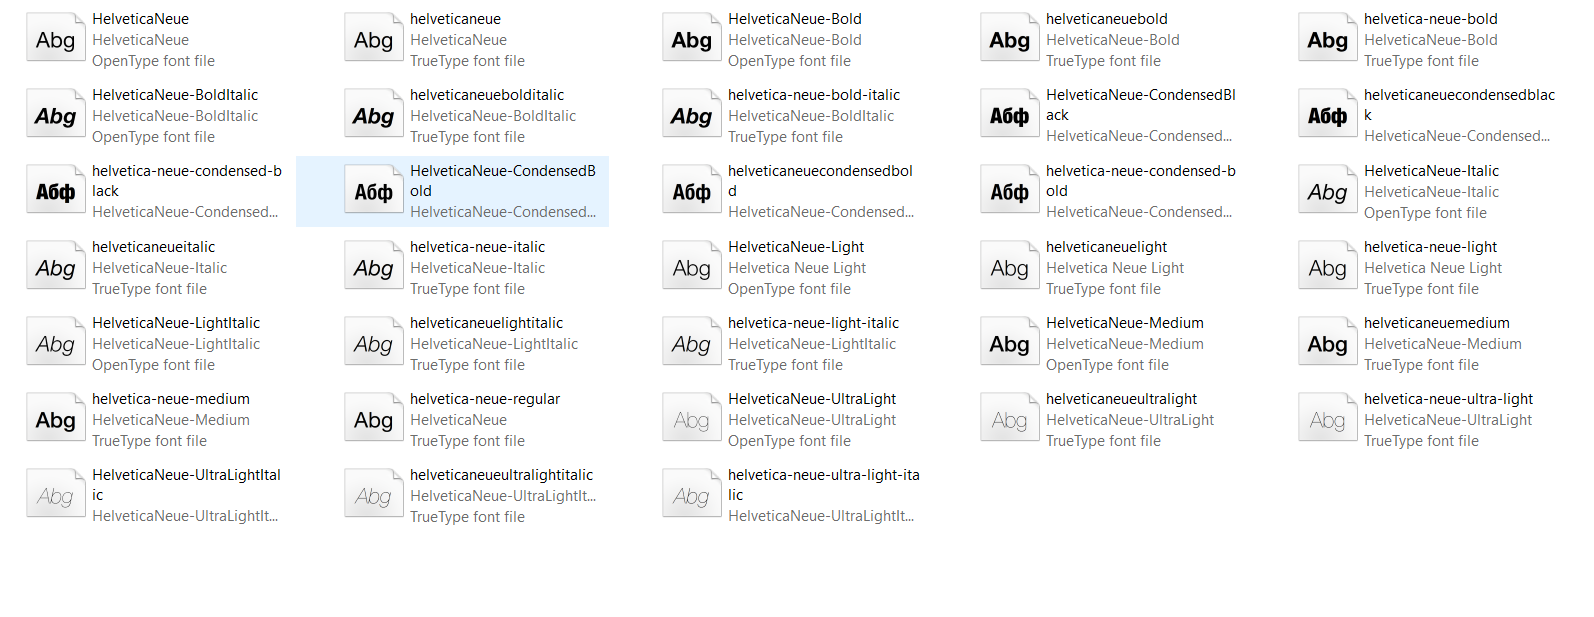 Abg
HelveticaNeue
HelveticaNeue
OpenType font file
Abg
helveticaneue
HelveticaNeue
TrueType font file
Abg
HelveticaNeue-Bold
HelveticaNeue-Bold
OpenType font file
Abg
helveticaneuebold
HelveticaNeue-Bold
TrueType font file
Abg
helvetica-neue-bold
HelveticaNeue-Bold
TrueType font file
Abg
HelveticaNeue-BoldItalic
HelveticaNeue-BoldItalic
OpenType font file
Abg
helveticaneuebolditalic
HelveticaNeue-BoldItalic
TrueType font file
Abg
helvetica-neue-bold-italic
HelveticaNeue-BoldItalic
TrueType font file
Абф
HelveticaNeue-CondensedBl
ack
HelveticaNeue-Condensed...
Абф
helveticaneuecondensedblac
k
HelveticaNeue-Condensed...
Абф
helvetica-neue-condensed-b
lack
HelveticaNeue-Condensed...
Абф
HelveticaNeue-CondensedB
old
HelveticaNeue-Condensed...
Абф
helveticaneuecondensedbol
d
HelveticaNeue-Condensed...
Абф
helvetica-neue-condensed-b
old
HelveticaNeue-Condensed...
Abg
HelveticaNeue-Italic
HelveticaNeue-Italic
OpenType font file
Abg
helveticaneueitalic
HelveticaNeue-Italic
TrueType font file
Abg
helvetica-neue-italic
HelveticaNeue-Italic
TrueType font file
Abg
HelveticaNeue-Light
Helvetica Neue Light
OpenType font file
Abg
helveticaneuelight
Helvetica Neue Light
TrueType font file
Abg
helvetica-neue-light
Helvetica Neue Light
TrueType font file
Abg
HelveticaNeue-LightItalic
HelveticaNeue-LightItalic
OpenType font file
Abg
helveticaneuelightitalic
HelveticaNeue-LightItalic
TrueType font file
Abg
helvetica-neue-light-italic
HelveticaNeue-LightItalic
TrueType font file
Abg
HelveticaNeue-Medium
HelveticaNeue-Medium
OpenType font file
Abg
helveticaneuemedium
HelveticaNeue-Medium
TrueType font file
Abg
helvetica-neue-medium
HelveticaNeue-Medium
TrueType font file
Abg
helvetica-neue-regular
HelveticaNeue
TrueType font file
Abg
HelveticaNeue-UltraLight
HelveticaNeue-UltraLight
OpenType font file
Abg
helveticaneueultralight
HelveticaNeue-UltraLight
TrueType font file
Abg
helvetica-neue-ultra-light
HelveticaNeue-UltraLight
TrueType font file
Abg
HelveticaNeue-UltraLightItal
ic
HelveticaNeue-UltraLightIt...
Abg
helveticaneueultralightitalic
HelveticaNeue-UltraLightIt...
TrueType font file
Abg
helvetica-neue-ultra-light-ita
lic
HelveticaNeue-UltraLightIt...